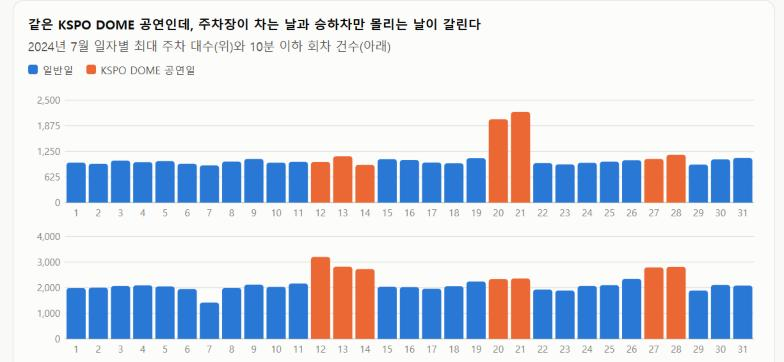 같은 KSPO DOME 공연인데, 주차장이 차는 날과 승하차만 몰리는 날이 갈린다
2024년 7월 일자별 최대 주차 대수(위)와 10분 이하 회차 건수(아래)
일반일 KSPO DOME 공연일
2,500
1,875
1,250
625
0
1 2 3 4 5 6 7 8 9 10 11 12 13 14 15 16 17 18 19 20 21 22 23 24 25 26 27 28 29 30 31
4,000
3,000
2,000
1,000
0
1 2 3 4 5 6 7 8 9 10 11 12 13 14 15 16 17 18 19 20 21 22 23 24 25 26 27 28 29 30 31